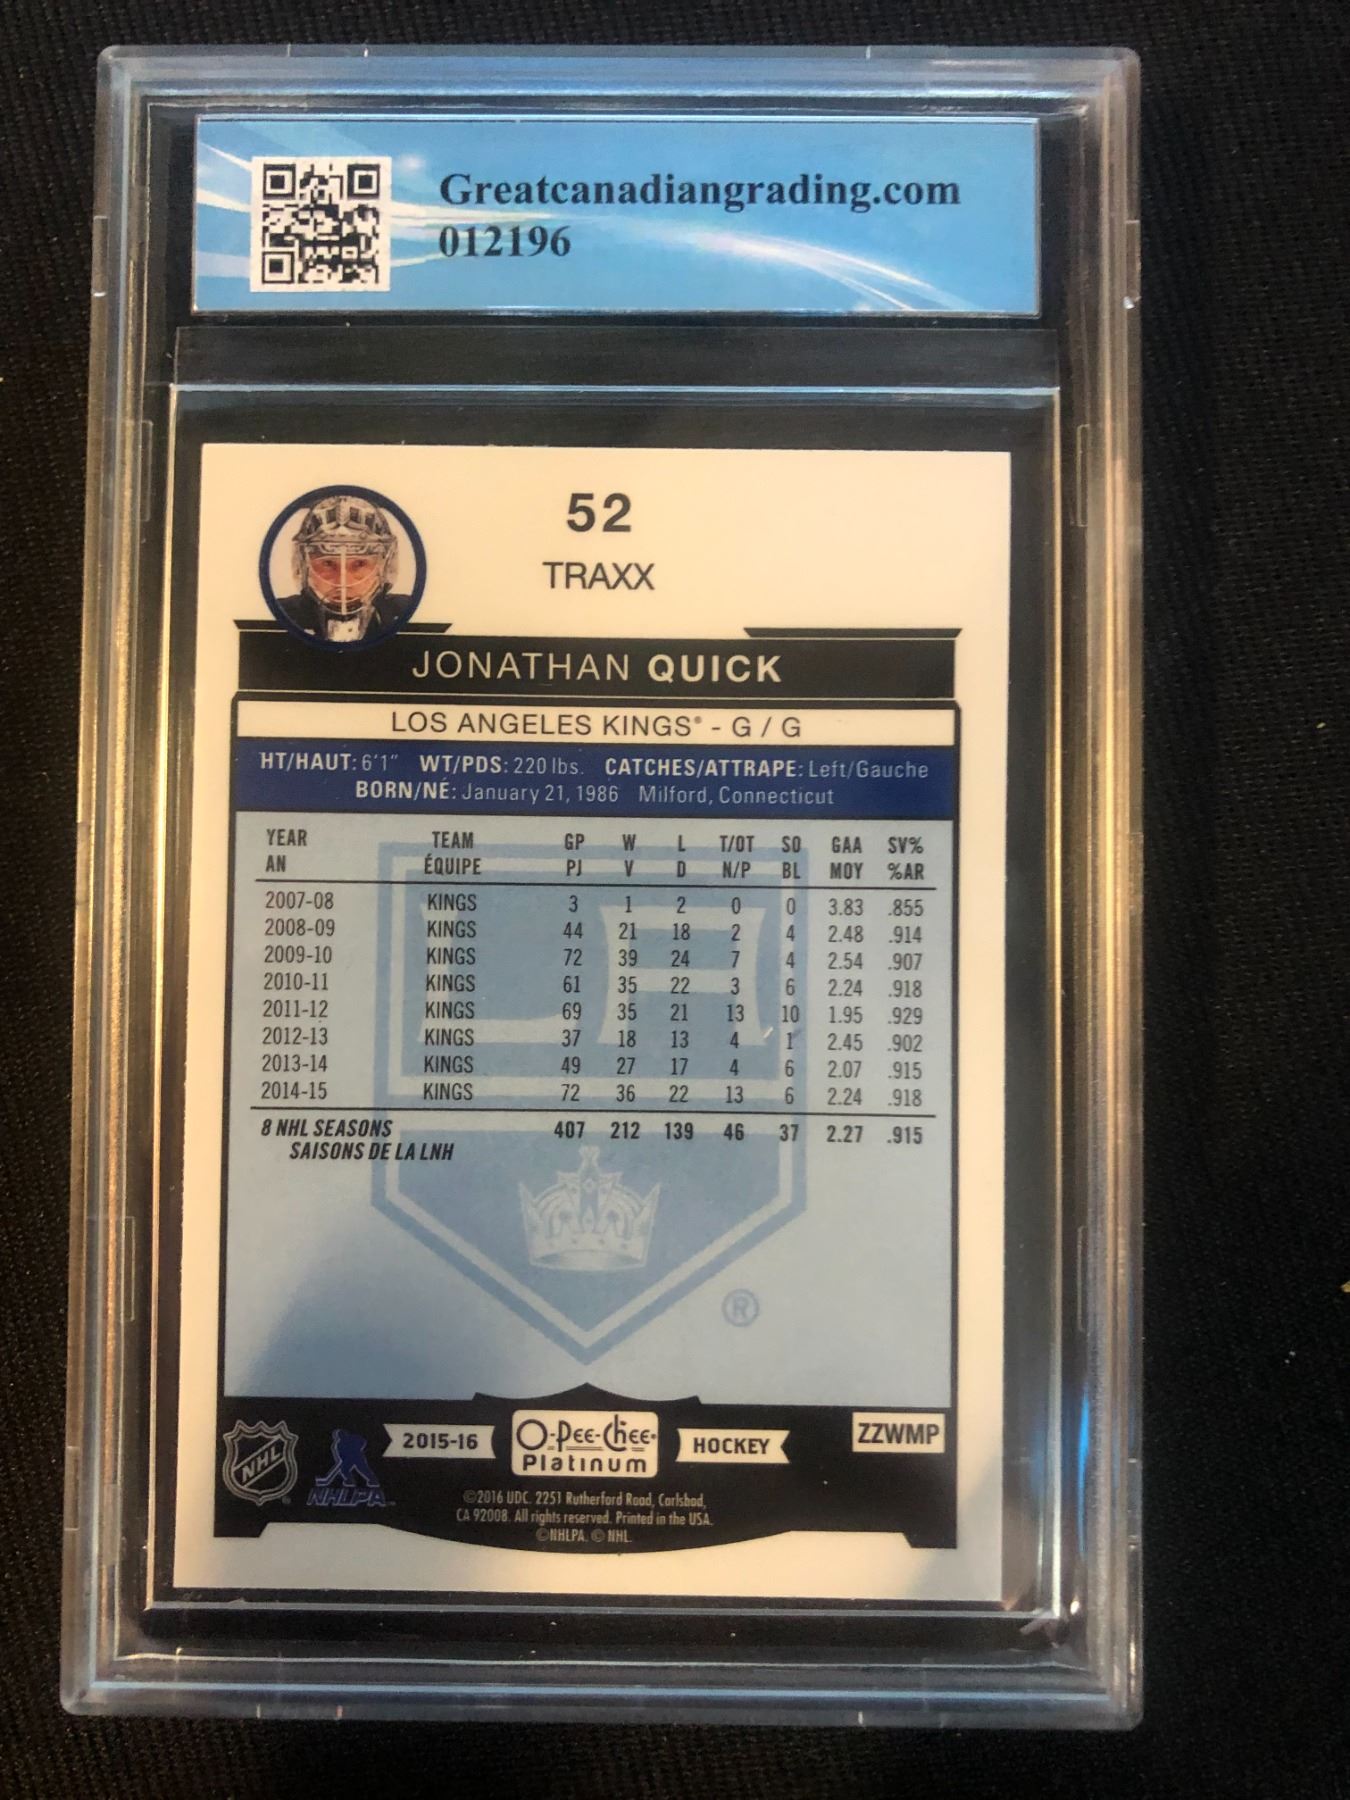 Greatcanadiangrading.com
012196
52
TRAXX
JONATHAN QUICK
LOS ANGELES KINGS® - G / G
HT/HAUT: 6'1" WT/PDS: 220 lbs. CATCHES/ATTRAPE: Left/Gauche
BORN/NÉ: January 21, 1986 Milford, Connecticut
YEAR TEAM GP W L T/OT SO GAA SV%
AN ÉQUIPE PJ V D N/P BL MOY %AR
2007-08 KINGS 3 1 2 0 0 3.83 .855
2008-09 KINGS 44 21 18 2 4 2.48 .914
2009-10 KINGS 72 39 24 7 4 2.54 .907
2010-11 KINGS 61 35 22 3 6 2.24 .918
2011-12 KINGS 69 35 21 13 10 1.95 .929
2012-13 KINGS 37 18 13 4 1 2.45 .902
2013-14 KINGS 49 27 17 4 6 2.07 .915
2014-15 KINGS 72 36 22 13 6 2.24 .918
8 NHL SEASONS 407 212 139 46 37 2.27 .915
SAISONS DE LA LNH
LA
®
NHL NHLPA 2015-16 O-Pee-Chee HOCKEY ZZWMP
Platinum
©2016 UDC. 2251 Rutherford Road, Carlsbad,
CA 92008. All rights reserved. Printed in the USA.
©NHLPA. © NHL.